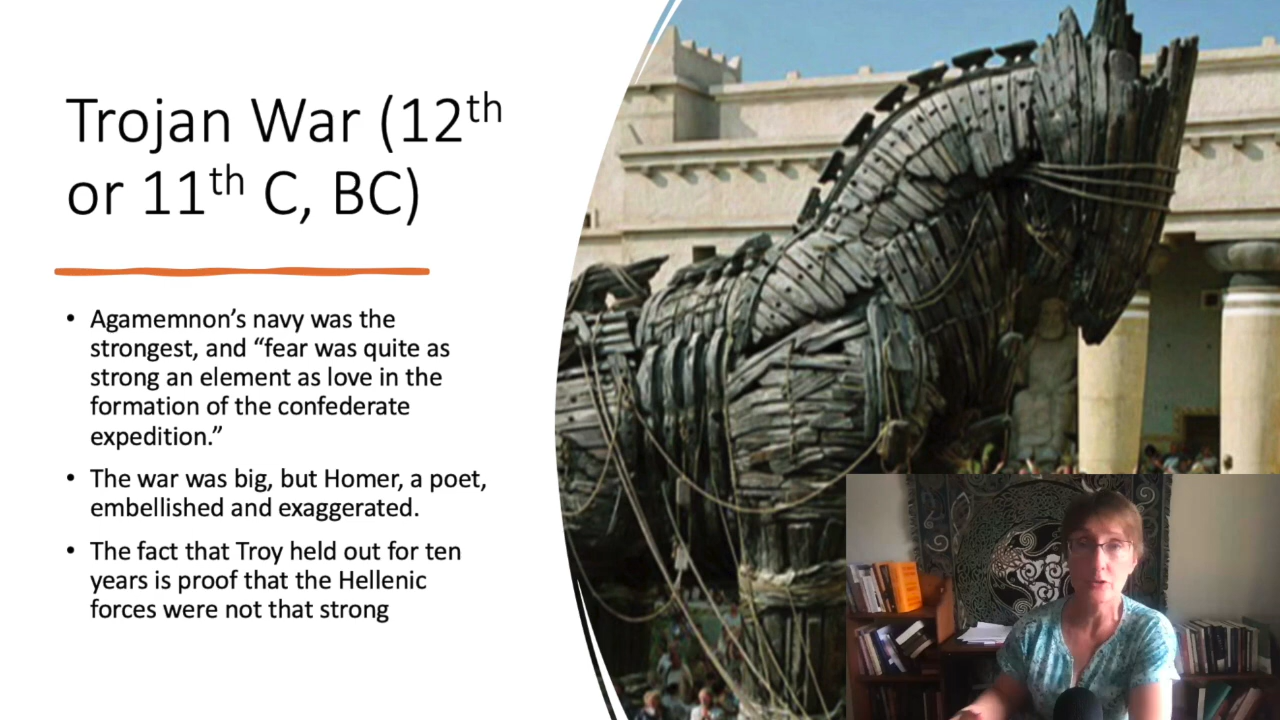 Trojan War (12th
or 11th C, BC)
• Agamemnon’s navy was the
strongest, and “fear was quite as
strong an element as love in the
formation of the confederate
expedition.”
• The war was big, but Homer, a poet,
embellished and exaggerated.
• The fact that Troy held out for ten
years is proof that the Hellenic
forces were not that strong